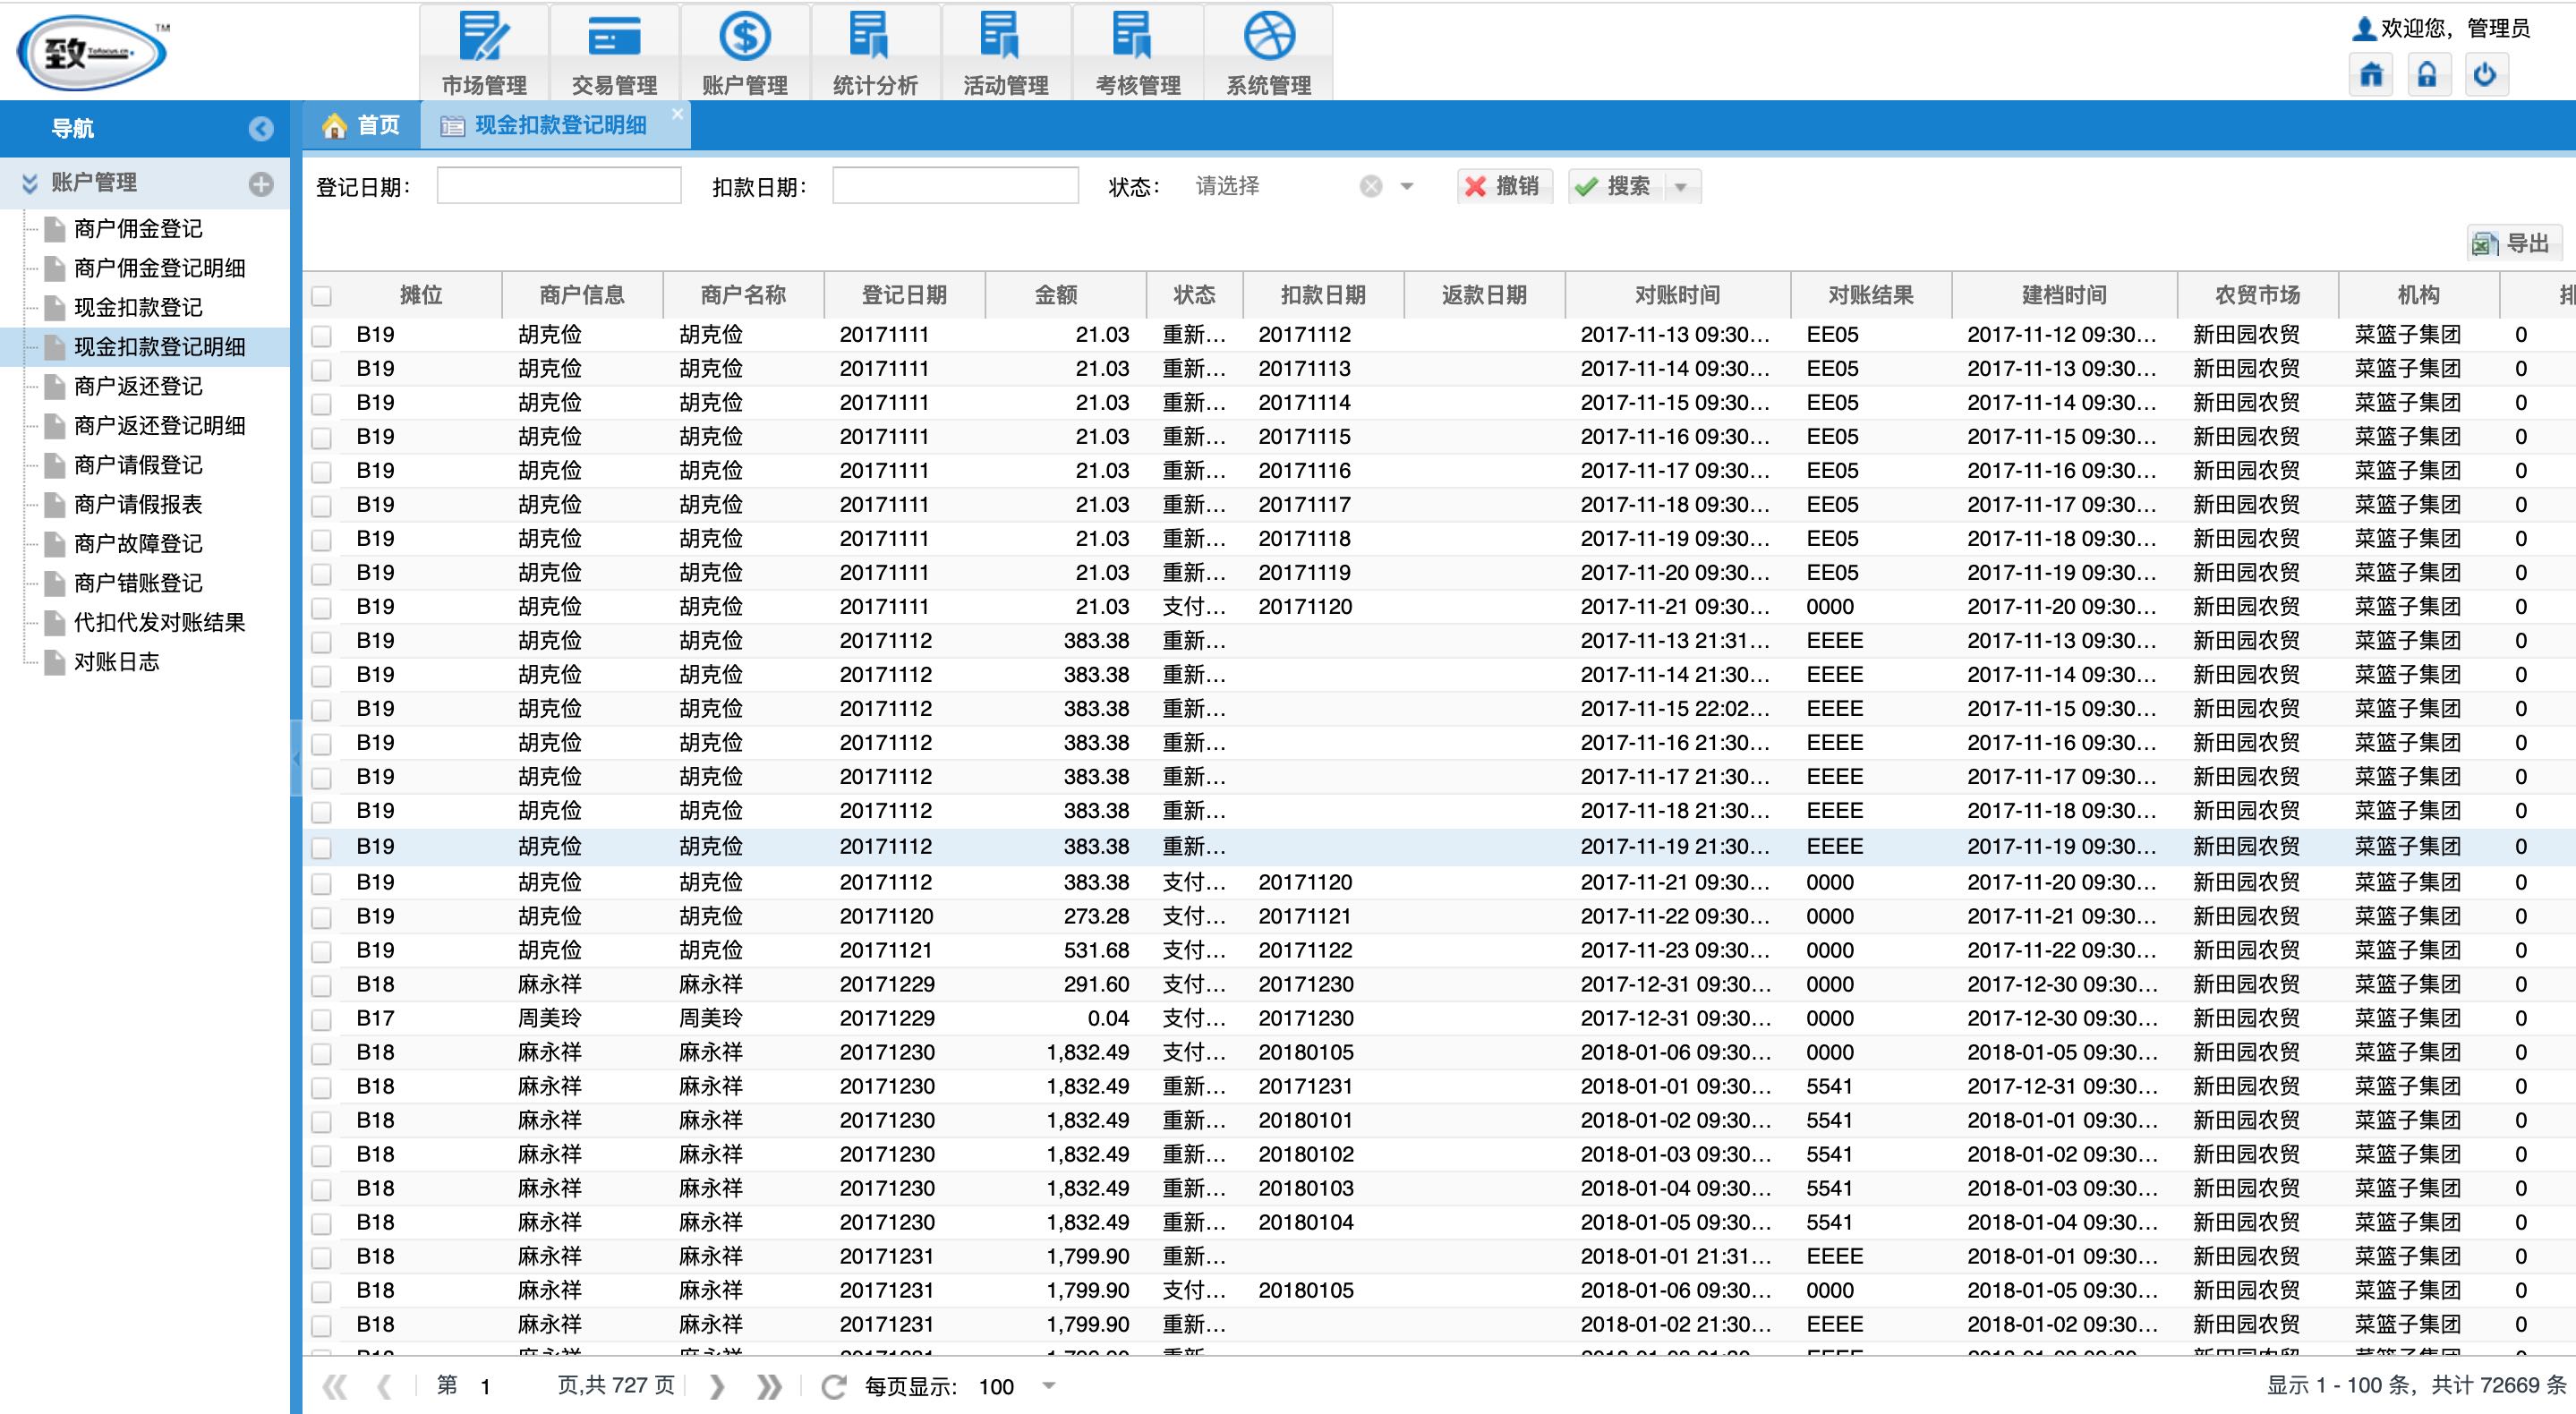 致一 Tofocus.cn TM
市场管理 交易管理 账户管理 统计分析 活动管理 考核管理 系统管理
欢迎您，管理员
导航
首页 现金扣款登记明细
账户管理
商户佣金登记
商户佣金登记明细
现金扣款登记
现金扣款登记明细
商户返还登记
商户返还登记明细
商户请假登记
商户请假报表
商户故障登记
商户错账登记
代扣代发对账结果
对账日志
登记日期： 扣款日期： 状态： 请选择 撤销 搜索
导出
摊位 商户信息 商户名称 登记日期 金额 状态 扣款日期 返款日期 对账时间 对账结果 建档时间 农贸市场 机构
B19 胡克俭 胡克俭 20171111 21.03 重新... 20171112 2017-11-13 09:30... EE05 2017-11-12 09:30... 新田园农贸 菜篮子集团 0
B19 胡克俭 胡克俭 20171111 21.03 重新... 20171113 2017-11-14 09:30... EE05 2017-11-13 09:30... 新田园农贸 菜篮子集团 0
B19 胡克俭 胡克俭 20171111 21.03 重新... 20171114 2017-11-15 09:30... EE05 2017-11-14 09:30... 新田园农贸 菜篮子集团 0
B19 胡克俭 胡克俭 20171111 21.03 重新... 20171115 2017-11-16 09:30... EE05 2017-11-15 09:30... 新田园农贸 菜篮子集团 0
B19 胡克俭 胡克俭 20171111 21.03 重新... 20171116 2017-11-17 09:30... EE05 2017-11-16 09:30... 新田园农贸 菜篮子集团 0
B19 胡克俭 胡克俭 20171111 21.03 重新... 20171117 2017-11-18 09:30... EE05 2017-11-17 09:30... 新田园农贸 菜篮子集团 0
B19 胡克俭 胡克俭 20171111 21.03 重新... 20171118 2017-11-19 09:30... EE05 2017-11-18 09:30... 新田园农贸 菜篮子集团 0
B19 胡克俭 胡克俭 20171111 21.03 重新... 20171119 2017-11-20 09:30... EE05 2017-11-19 09:30... 新田园农贸 菜篮子集团 0
B19 胡克俭 胡克俭 20171111 21.03 支付... 20171120 2017-11-21 09:30... 0000 2017-11-20 09:30... 新田园农贸 菜篮子集团 0
B19 胡克俭 胡克俭 20171112 383.38 重新... 2017-11-13 21:31... EEEE 2017-11-13 09:30... 新田园农贸 菜篮子集团 0
B19 胡克俭 胡克俭 20171112 383.38 重新... 2017-11-14 21:30... EEEE 2017-11-14 09:30... 新田园农贸 菜篮子集团 0
B19 胡克俭 胡克俭 20171112 383.38 重新... 2017-11-15 22:02... EEEE 2017-11-15 09:30... 新田园农贸 菜篮子集团 0
B19 胡克俭 胡克俭 20171112 383.38 重新... 2017-11-16 21:30... EEEE 2017-11-16 09:30... 新田园农贸 菜篮子集团 0
B19 胡克俭 胡克俭 20171112 383.38 重新... 2017-11-17 21:30... EEEE 2017-11-17 09:30... 新田园农贸 菜篮子集团 0
B19 胡克俭 胡克俭 20171112 383.38 重新... 2017-11-18 21:30... EEEE 2017-11-18 09:30... 新田园农贸 菜篮子集团 0
B19 胡克俭 胡克俭 20171112 383.38 重新... 2017-11-19 21:30... EEEE 2017-11-19 09:30... 新田园农贸 菜篮子集团 0
B19 胡克俭 胡克俭 20171112 383.38 支付... 20171120 2017-11-21 09:30... 0000 2017-11-20 09:30... 新田园农贸 菜篮子集团 0
B19 胡克俭 胡克俭 20171120 273.28 支付... 20171121 2017-11-22 09:30... 0000 2017-11-21 09:30... 新田园农贸 菜篮子集团 0
B19 胡克俭 胡克俭 20171121 531.68 支付... 20171122 2017-11-23 09:30... 0000 2017-11-22 09:30... 新田园农贸 菜篮子集团 0
B18 麻永祥 麻永祥 20171229 291.60 支付... 20171230 2017-12-31 09:30... 0000 2017-12-30 09:30... 新田园农贸 菜篮子集团 0
B17 周美玲 周美玲 20171229 0.04 支付... 20171230 2017-12-31 09:30... 0000 2017-12-30 09:30... 新田园农贸 菜篮子集团 0
B18 麻永祥 麻永祥 20171230 1,832.49 支付... 20180105 2018-01-06 09:30... 0000 2018-01-05 09:30... 新田园农贸 菜篮子集团 0
B18 麻永祥 麻永祥 20171230 1,832.49 重新... 20171231 2018-01-01 09:30... 5541 2017-12-31 09:30... 新田园农贸 菜篮子集团 0
B18 麻永祥 麻永祥 20171230 1,832.49 重新... 20180101 2018-01-02 09:30... 5541 2018-01-01 09:30... 新田园农贸 菜篮子集团 0
B18 麻永祥 麻永祥 20171230 1,832.49 重新... 20180102 2018-01-03 09:30... 5541 2018-01-02 09:30... 新田园农贸 菜篮子集团 0
B18 麻永祥 麻永祥 20171230 1,832.49 重新... 20180103 2018-01-04 09:30... 5541 2018-01-03 09:30... 新田园农贸 菜篮子集团 0
B18 麻永祥 麻永祥 20171230 1,832.49 重新... 20180104 2018-01-05 09:30... 5541 2018-01-04 09:30... 新田园农贸 菜篮子集团 0
B18 麻永祥 麻永祥 20171231 1,799.90 重新... 2018-01-01 21:31... EEEE 2018-01-01 09:30... 新田园农贸 菜篮子集团 0
B18 麻永祥 麻永祥 20171231 1,799.90 支付... 20180105 2018-01-06 09:30... 0000 2018-01-05 09:30... 新田园农贸 菜篮子集团 0
B18 麻永祥 麻永祥 20171231 1,799.90 重新... 2018-01-02 21:30... EEEE 2018-01-02 09:30... 新田园农贸 菜篮子集团 0
第 1 页,共 727 页 每页显示： 100 显示 1 - 100 条，共计 72669 条